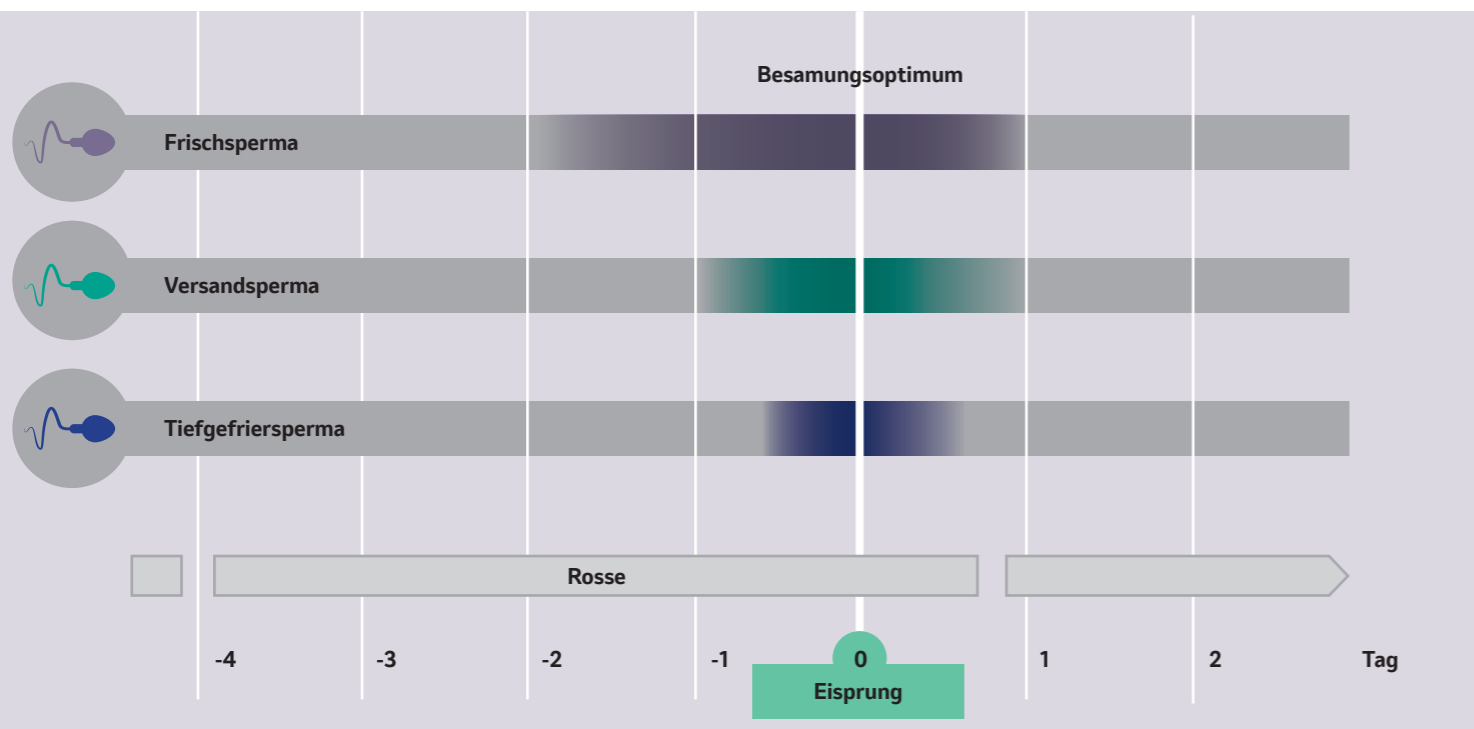 Besamungsoptimum
Frischsperma
Versandsperma
Tiefgefriersperma
Rosse
-4 -3 -2 -1 0 1 2 Tag
Eisprung